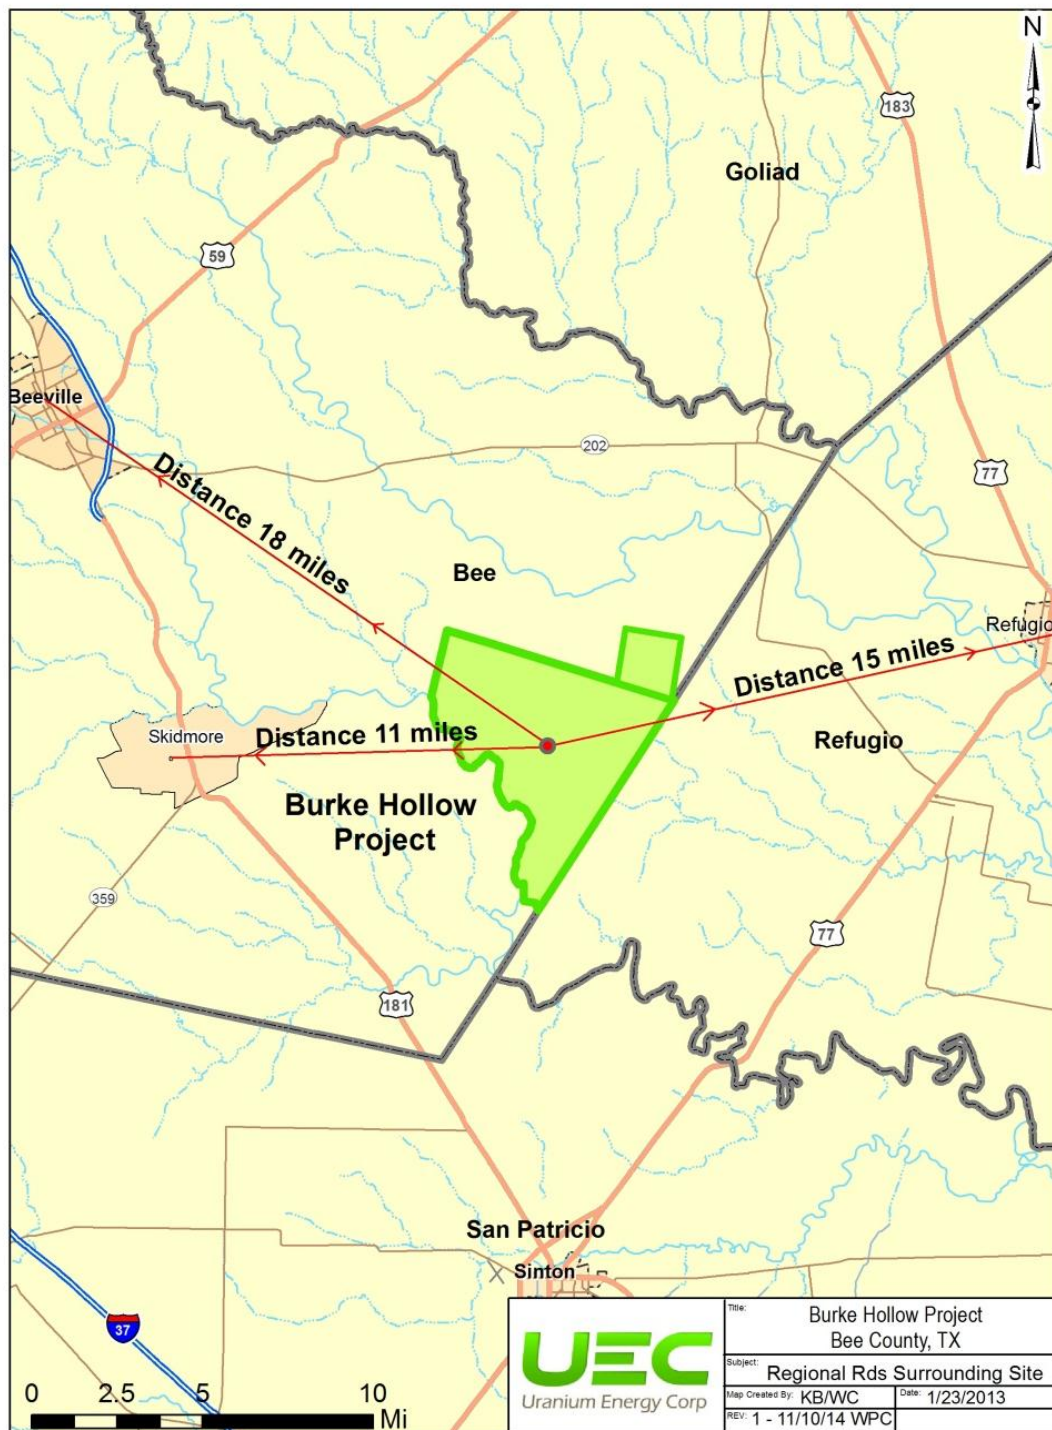 N
183
Goliad
59
Beeville
202
77
Distance 18 miles
Bee
Refugio
Distance 15 miles
Skidmore
Distance 11 miles
Refugio
Burke Hollow
Project
359
77
181
San Patricio
Sinton
37
0 2.5 5 10
Mi
UEC
Uranium Energy Corp
Title: Burke Hollow Project
Bee County, TX
Subject: Regional Rds Surrounding Site
Map Created By: KB/WC Date: 1/23/2013
REV: 1 - 11/10/14 WPC